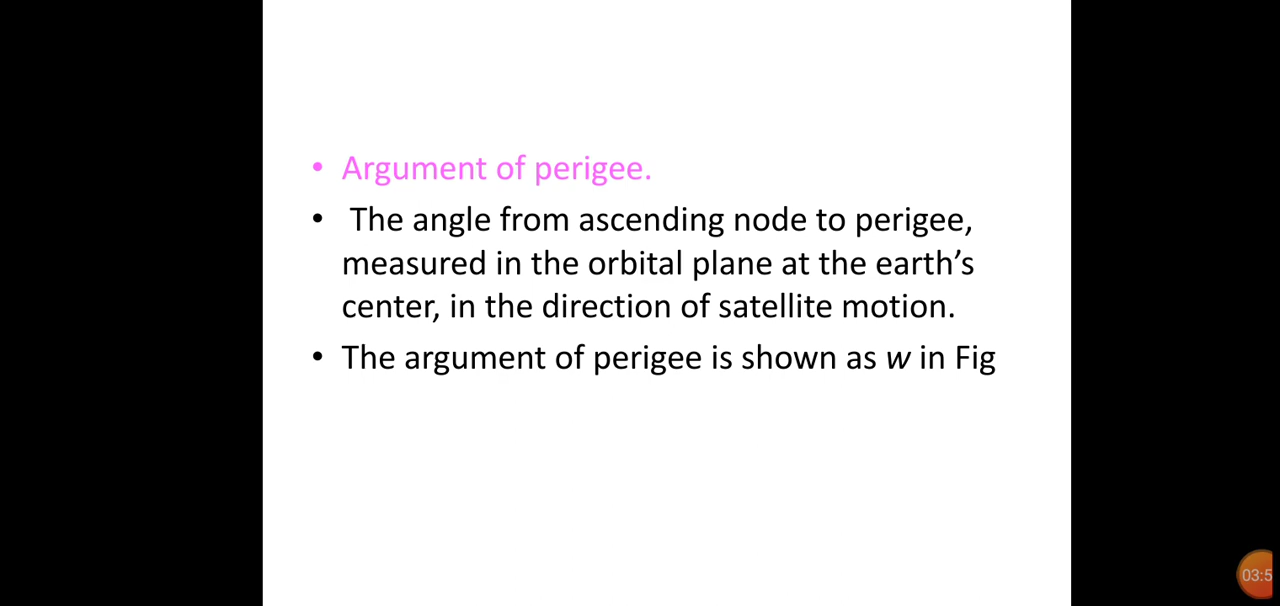 • Argument of perigee.
• The angle from ascending node to perigee,
measured in the orbital plane at the earth’s
center, in the direction of satellite motion.
• The argument of perigee is shown as w in Fig
03:5